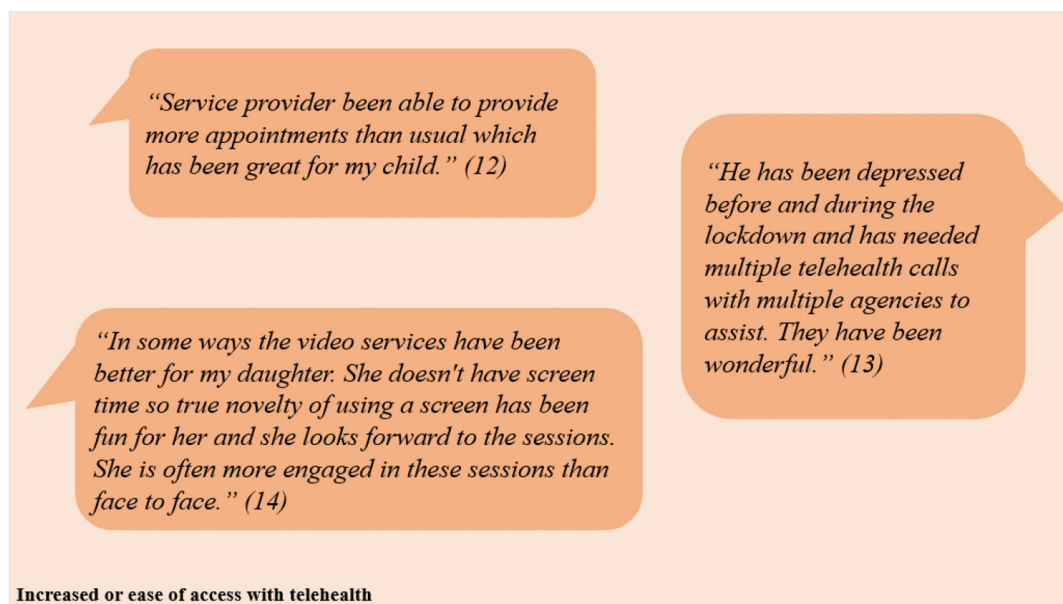 “Service provider been able to provide
more appointments than usual which
has been great for my child.” (12)
“He has been depressed
before and during the
lockdown and has needed
multiple telehealth calls
with multiple agencies to
assist. They have been
wonderful.” (13)
“In some ways the video services have been
better for my daughter. She doesn't have screen
time so true novelty of using a screen has been
fun for her and she looks forward to the sessions.
She is often more engaged in these sessions than
face to face.” (14)
Increased or ease of access with telehealth